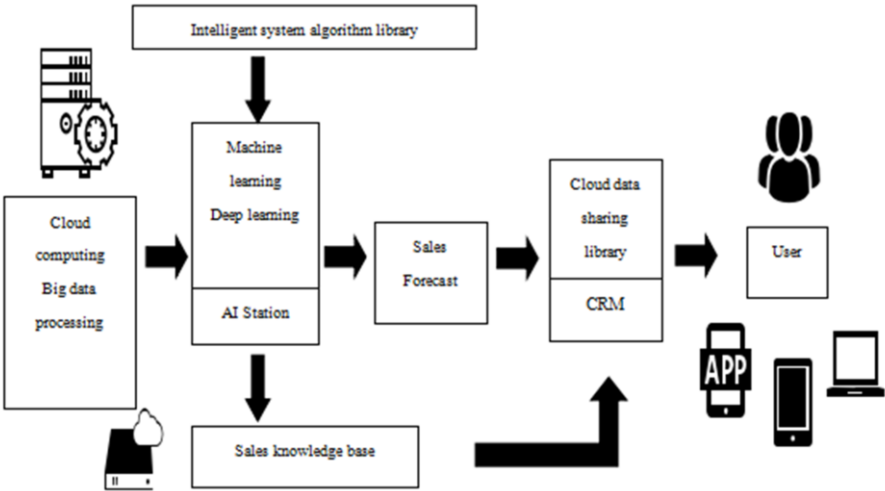 Intelligent system algorithm library
Machine
learning
Deep learning
AI Station
Cloud
computing
Big data
processing
Sales
Forecast
Cloud data
sharing
library
CRM
User
APP
Sales knowledge base